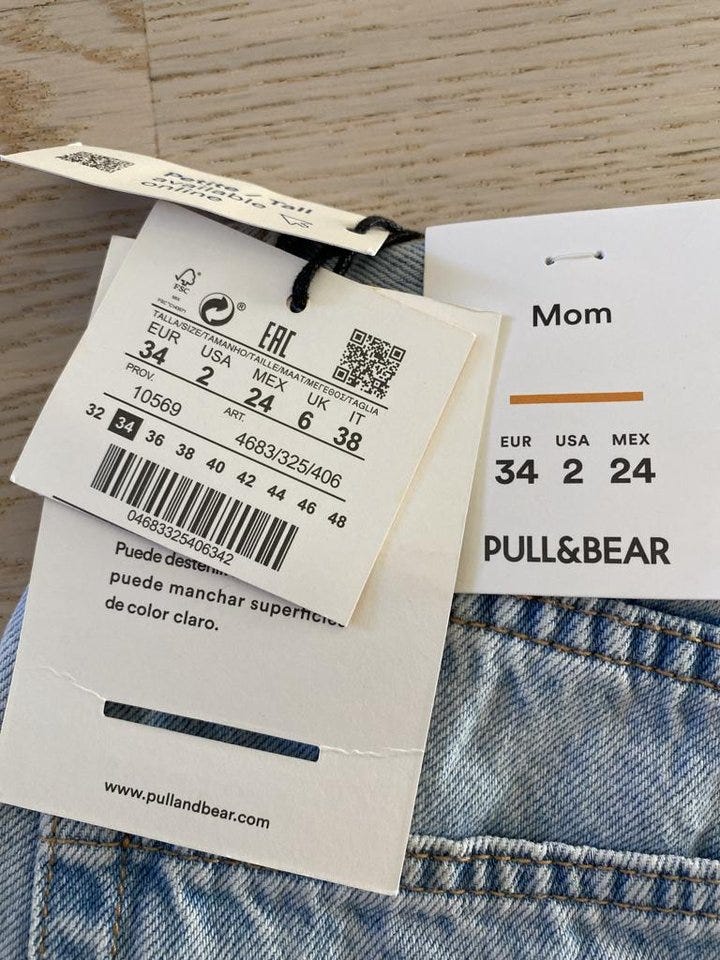 Petite / Tall
available
online
FSC
MIX
®
EAC
TALLA/SIZE/TAMANHO/TAILLE/MAAT/ΜΕΓΕΘΟΣ/TAGLIA
EUR USA MEX UK IT
34 2 24 6 38
PROV. ART.
10569 4683/325/406
32 34 36 38 40 42 44 46 48
04683325406342
Puede
puede manchar superficies
de color claro.
www.pullandbear.com
Mom
EUR USA MEX
34 2 24
PULL&BEAR